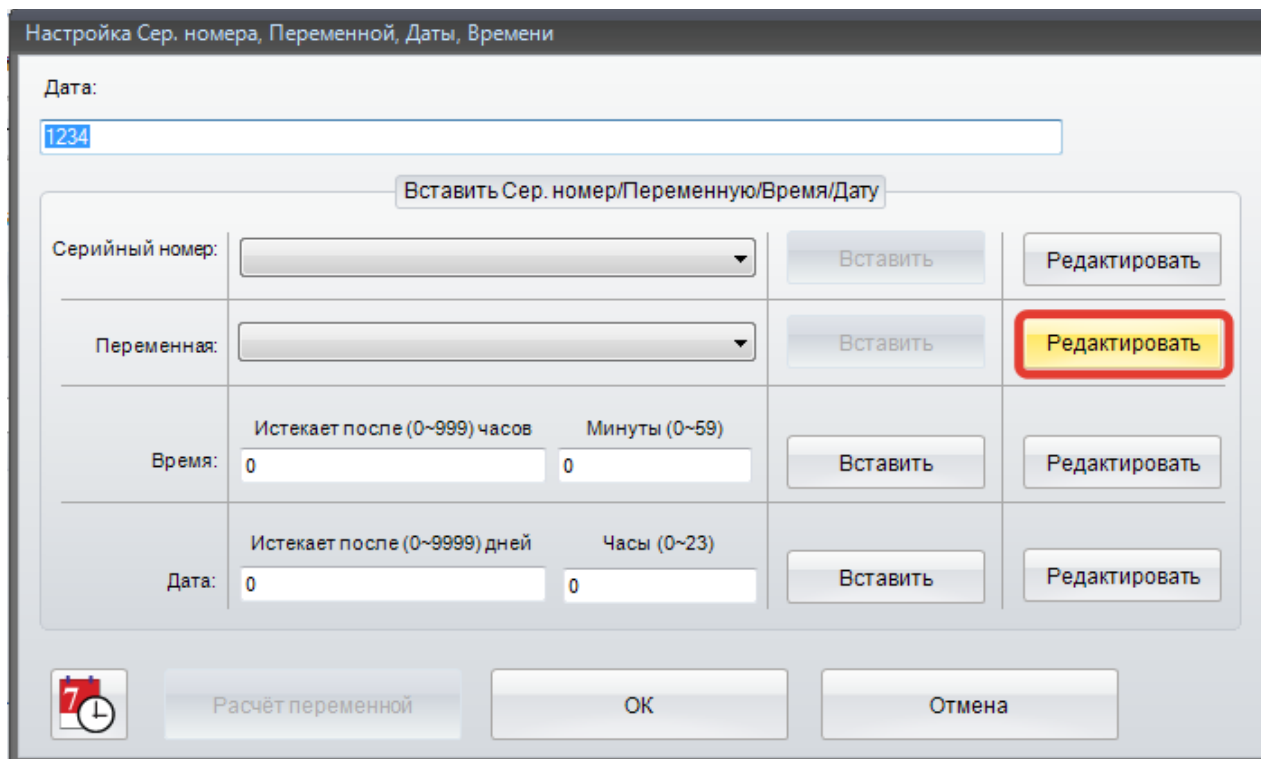 Настройка Сер. номера, Переменной, Даты, Времени
Дата:
1234
Вставить Сер. номер/Переменную/Время/Дату
Серийный номер: Вставить Редактировать
Переменная: Вставить Редактировать
Истекает после (0~999) часов Минуты (0~59)
Время: 0 0 Вставить Редактировать
Истекает после (0~9999) дней Часы (0~23)
Дата: 0 0 Вставить Редактировать
7 Расчёт переменной ОК Отмена